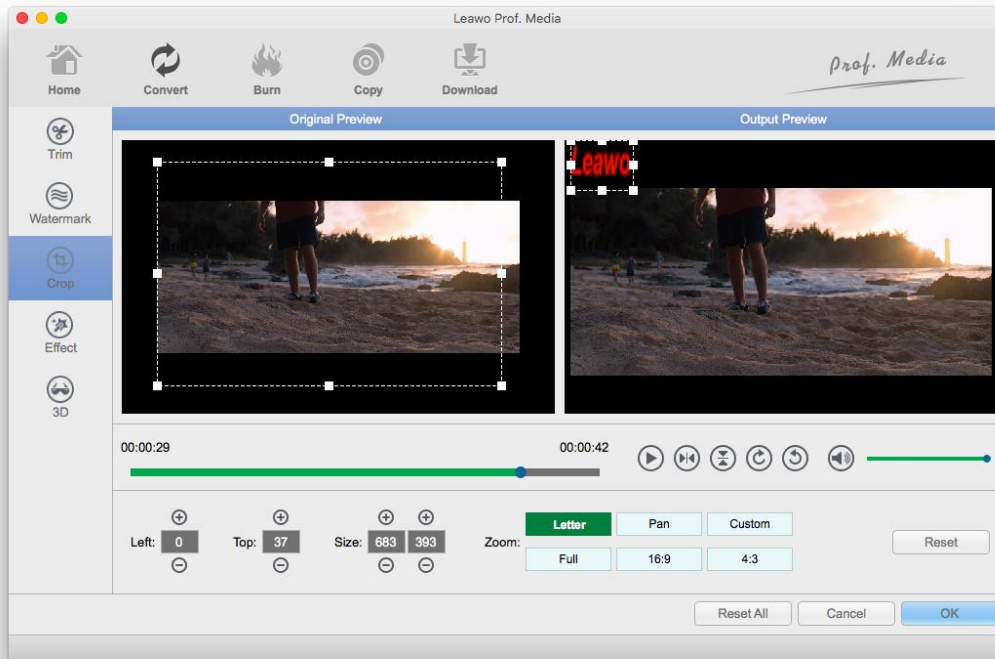 Leawo Prof. Media
Home
Convert
Burn
Copy
Download
Prof. Media
Trim
Watermark
Crop
Effect
3D
Original Preview
Output Preview
Leawo
00:00:29
00:00:42
Left: 0
Top: 37
Size: 683 393
Zoom:
Letter
Pan
Custom
Full
16:9
4:3
Reset
Reset All
Cancel
OK